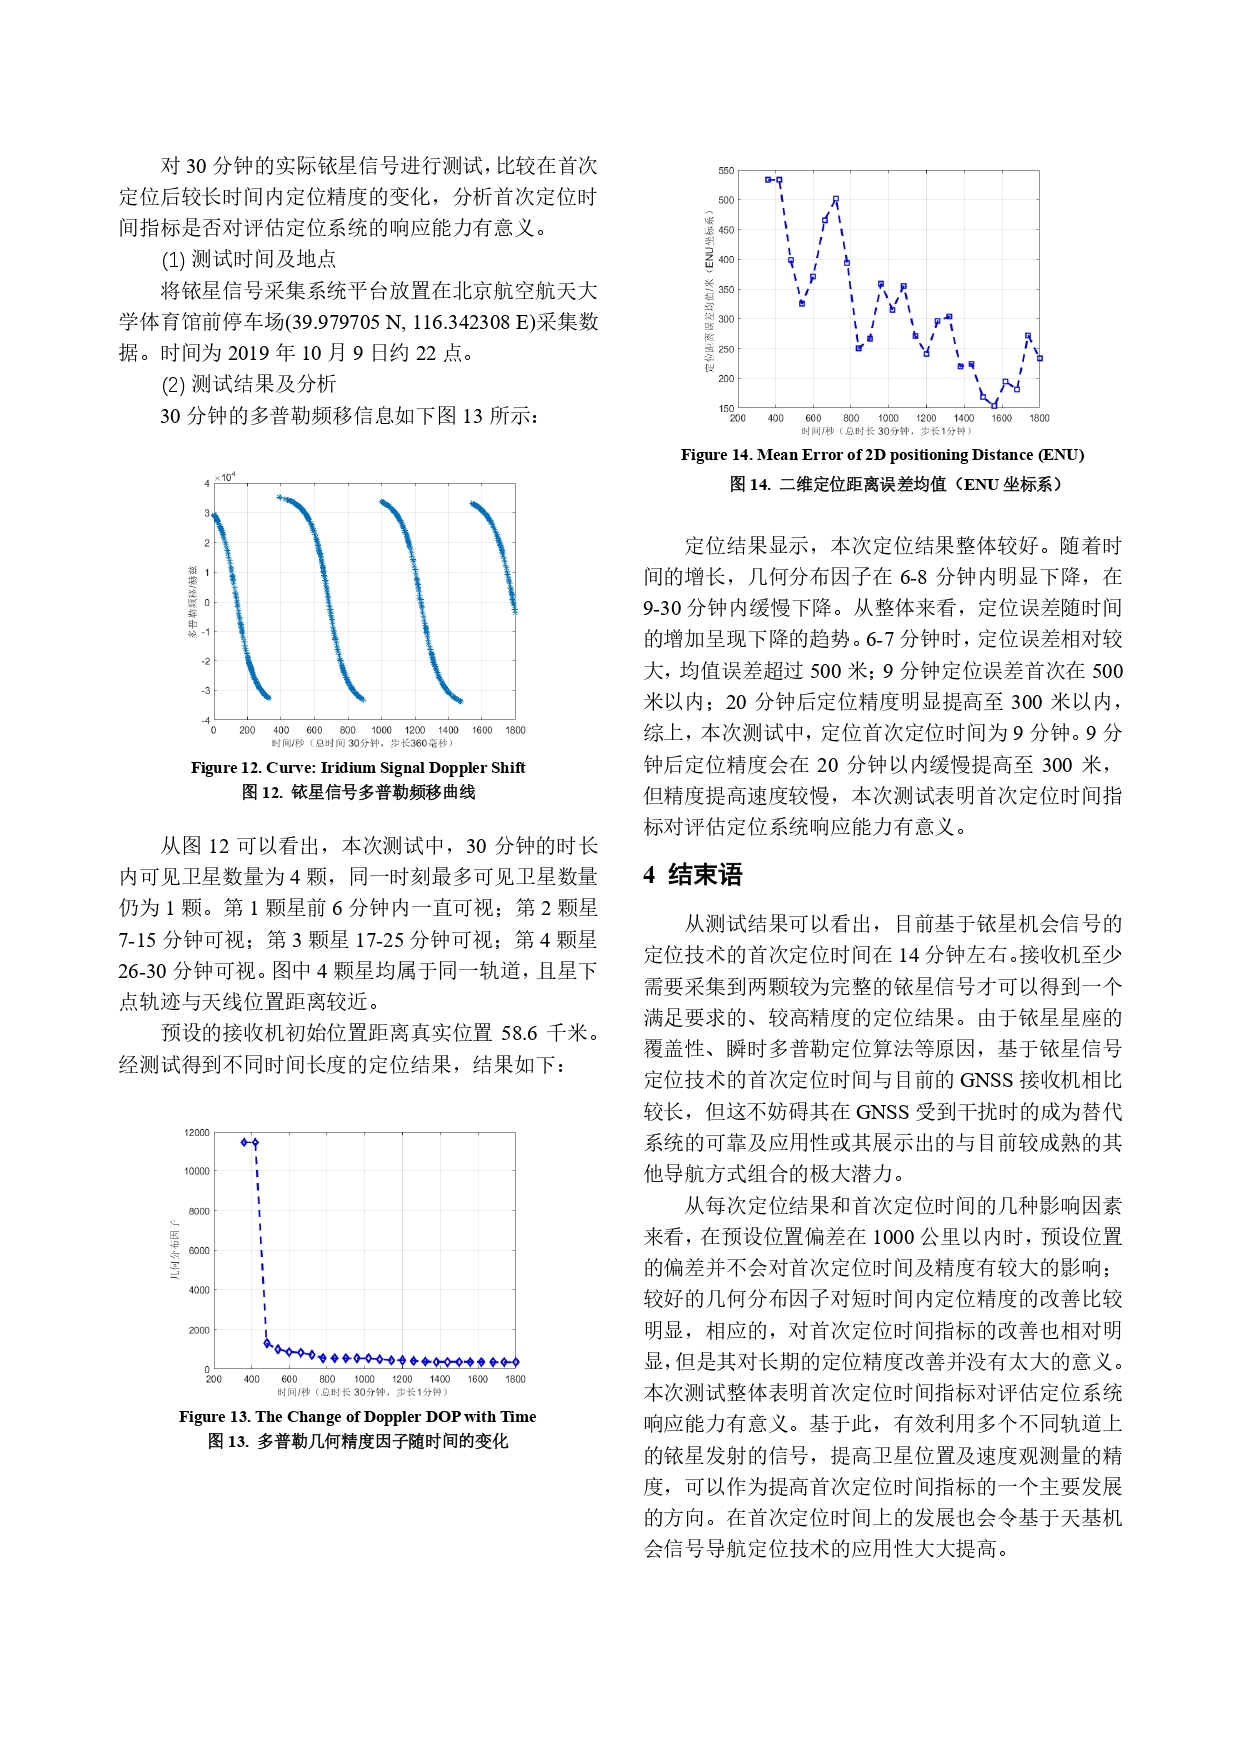 对 30 分钟的实际铱星信号进行测试，比较在首次
定位后较长时间内定位精度的变化，分析首次定位时
间指标是否对评估定位系统的响应能力有意义。
(1) 测试时间及地点
将铱星信号采集系统平台放置在北京航空航天大
学体育馆前停车场(39.979705 N, 116.342308 E)采集数
据。时间为 2019 年 10 月 9 日约 22 点。
(2) 测试结果及分析
30 分钟的多普勒频移信息如下图 13 所示：
×10⁴
4
3
2
1
0
-1
-2
-3
-4
多普勒频移/赫兹
0 200 400 600 800 1000 1200 1400 1600 1800
时间/秒（总时间 30分钟，步长360毫秒）
Figure 12. Curve: Iridium Signal Doppler Shift
图 12. 铱星信号多普勒频移曲线
从图 12 可以看出，本次测试中，30 分钟的时长
内可见卫星数量为 4 颗，同一时刻最多可见卫星数量
仍为 1 颗。第 1 颗星前 6 分钟内一直可视；第 2 颗星
7-15 分钟可视；第 3 颗星 17-25 分钟可视；第 4 颗星
26-30 分钟可视。图中 4 颗星均属于同一轨道，且星下
点轨迹与天线位置距离较近。
预设的接收机初始位置距离真实位置 58.6 千米。
经测试得到不同时间长度的定位结果，结果如下：
12000
10000
8000
6000
4000
2000
0
几何分布因子
200 400 600 800 1000 1200 1400 1600 1800
时间/秒（总时长 30分钟，步长1分钟）
Figure 13. The Change of Doppler DOP with Time
图 13. 多普勒几何精度因子随时间的变化
550
500
450
400
350
300
250
200
150
定位距离误差均值/米（ENU坐标系）
200 400 600 800 1000 1200 1400 1600 1800
时间/秒（总时长 30分钟，步长1分钟）
Figure 14. Mean Error of 2D positioning Distance (ENU)
图 14. 二维定位距离误差均值（ENU 坐标系）
定位结果显示，本次定位结果整体较好。随着时
间的增长，几何分布因子在 6-8 分钟内明显下降，在
9-30 分钟内缓慢下降。从整体来看，定位误差随时间
的增加呈现下降的趋势。6-7 分钟时，定位误差相对较
大，均值误差超过 500 米；9 分钟定位误差首次在 500
米以内；20 分钟后定位精度明显提高至 300 米以内，
综上，本次测试中，定位首次定位时间为 9 分钟。9 分
钟后定位精度会在 20 分钟以内缓慢提高至 300 米，
但精度提高速度较慢，本次测试表明首次定位时间指
标对评估定位系统响应能力有意义。
4 结束语
从测试结果可以看出，目前基于铱星机会信号的
定位技术的首次定位时间在 14 分钟左右。接收机至少
需要采集到两颗较为完整的铱星信号才可以得到一个
满足要求的、较高精度的定位结果。由于铱星星座的
覆盖性、瞬时多普勒定位算法等原因，基于铱星信号
定位技术的首次定位时间与目前的 GNSS 接收机相比
较长，但这不妨碍其在 GNSS 受到干扰时的成为替代
系统的可靠及应用性或其展示出的与目前较成熟的其
他导航方式组合的极大潜力。
从每次定位结果和首次定位时间的几种影响因素
来看，在预设位置偏差在 1000 公里以内时，预设位置
的偏差并不会对首次定位时间及精度有较大的影响；
较好的几何分布因子对短时间内定位精度的改善比较
明显，相应的，对首次定位时间指标的改善也相对明
显，但是其对长期的定位精度改善并没有太大的意义。
本次测试整体表明首次定位时间指标对评估定位系统
响应能力有意义。基于此，有效利用多个不同轨道上
的铱星发射的信号，提高卫星位置及速度观测量的精
度，可以作为提高首次定位时间指标的一个主要发展
的方向。在首次定位时间上的发展也会令基于天基机
会信号导航定位技术的应用性大大提高。